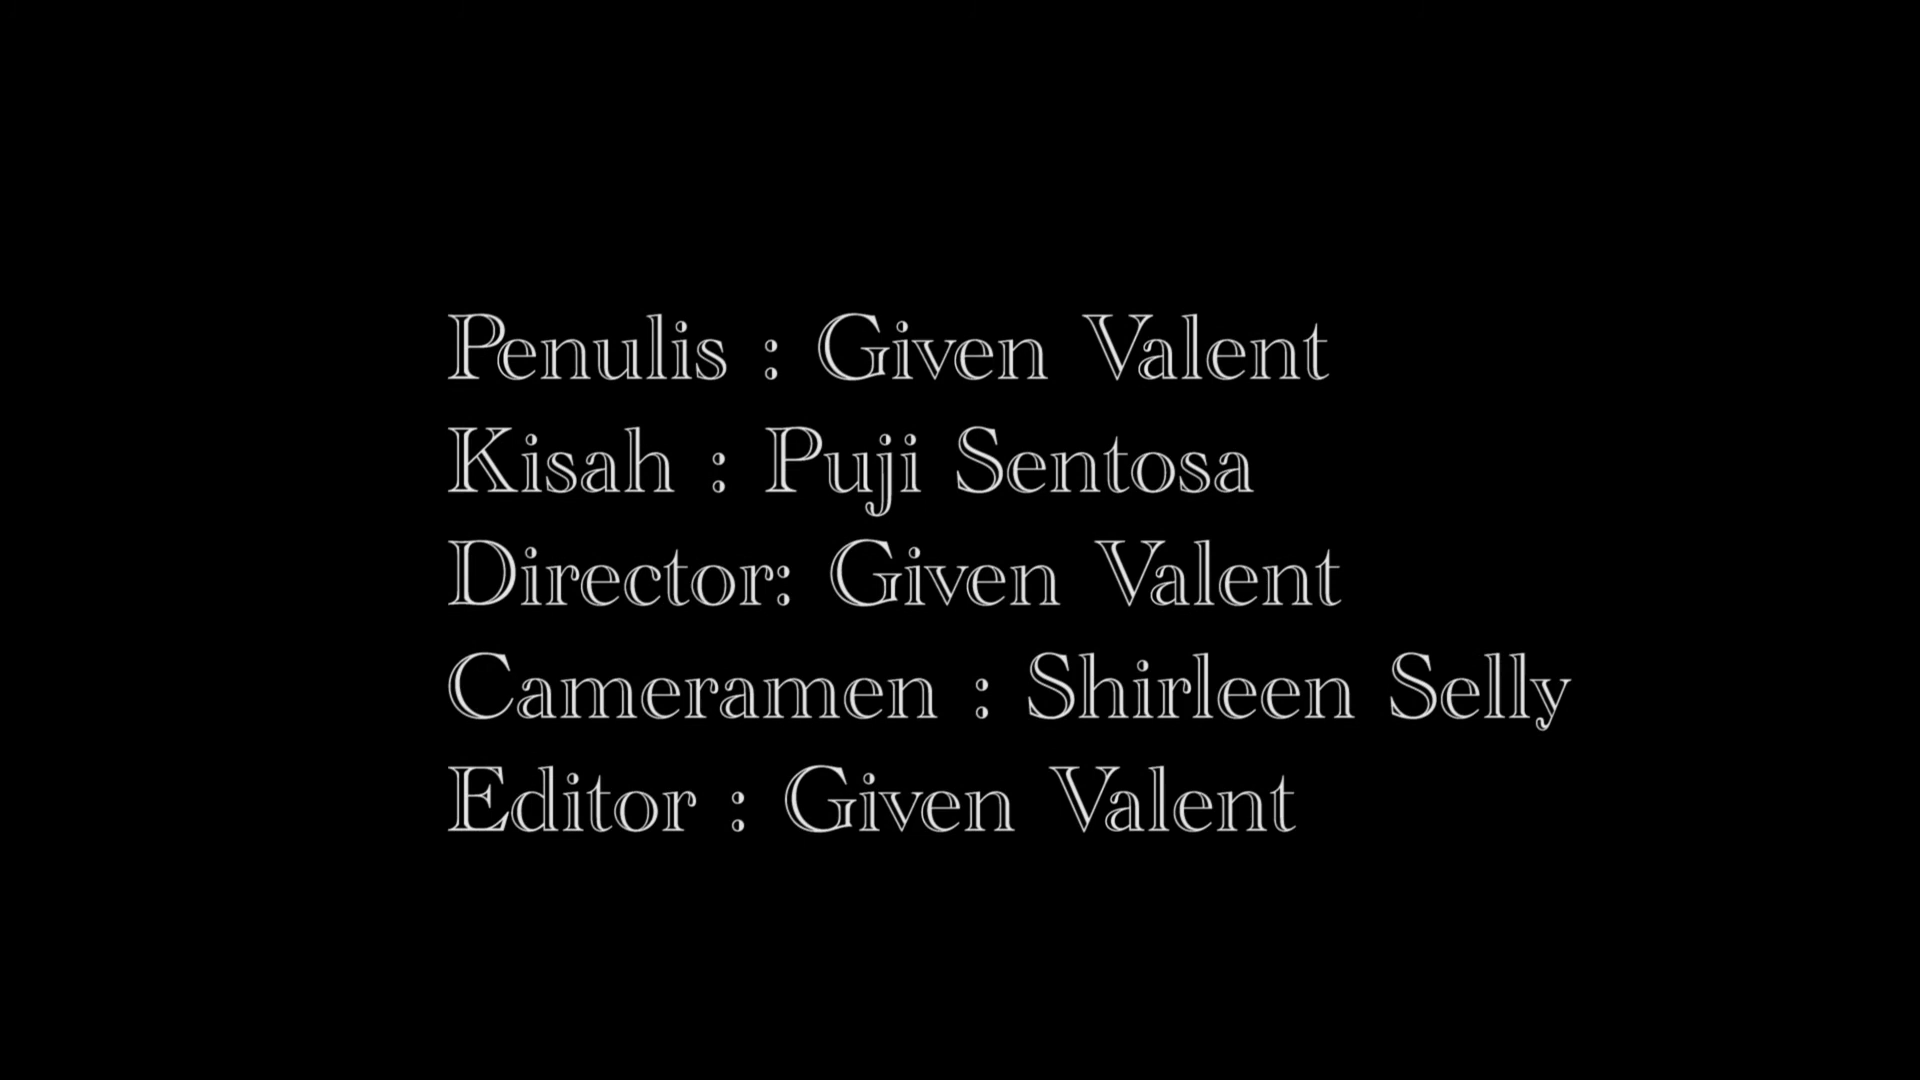 Penulis : Given Valent
Kisah : Puji Sentosa
Director: Given Valent
Cameramen : Shirleen Selly
Editor : Given Valent